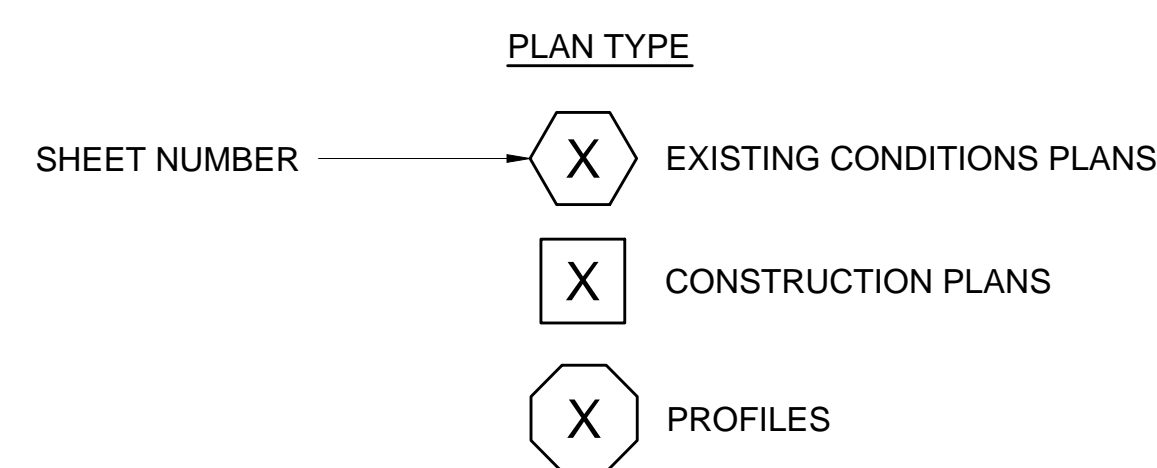 PLAN TYPE
SHEET NUMBER X EXISTING CONDITIONS PLANS
X CONSTRUCTION PLANS
X PROFILES